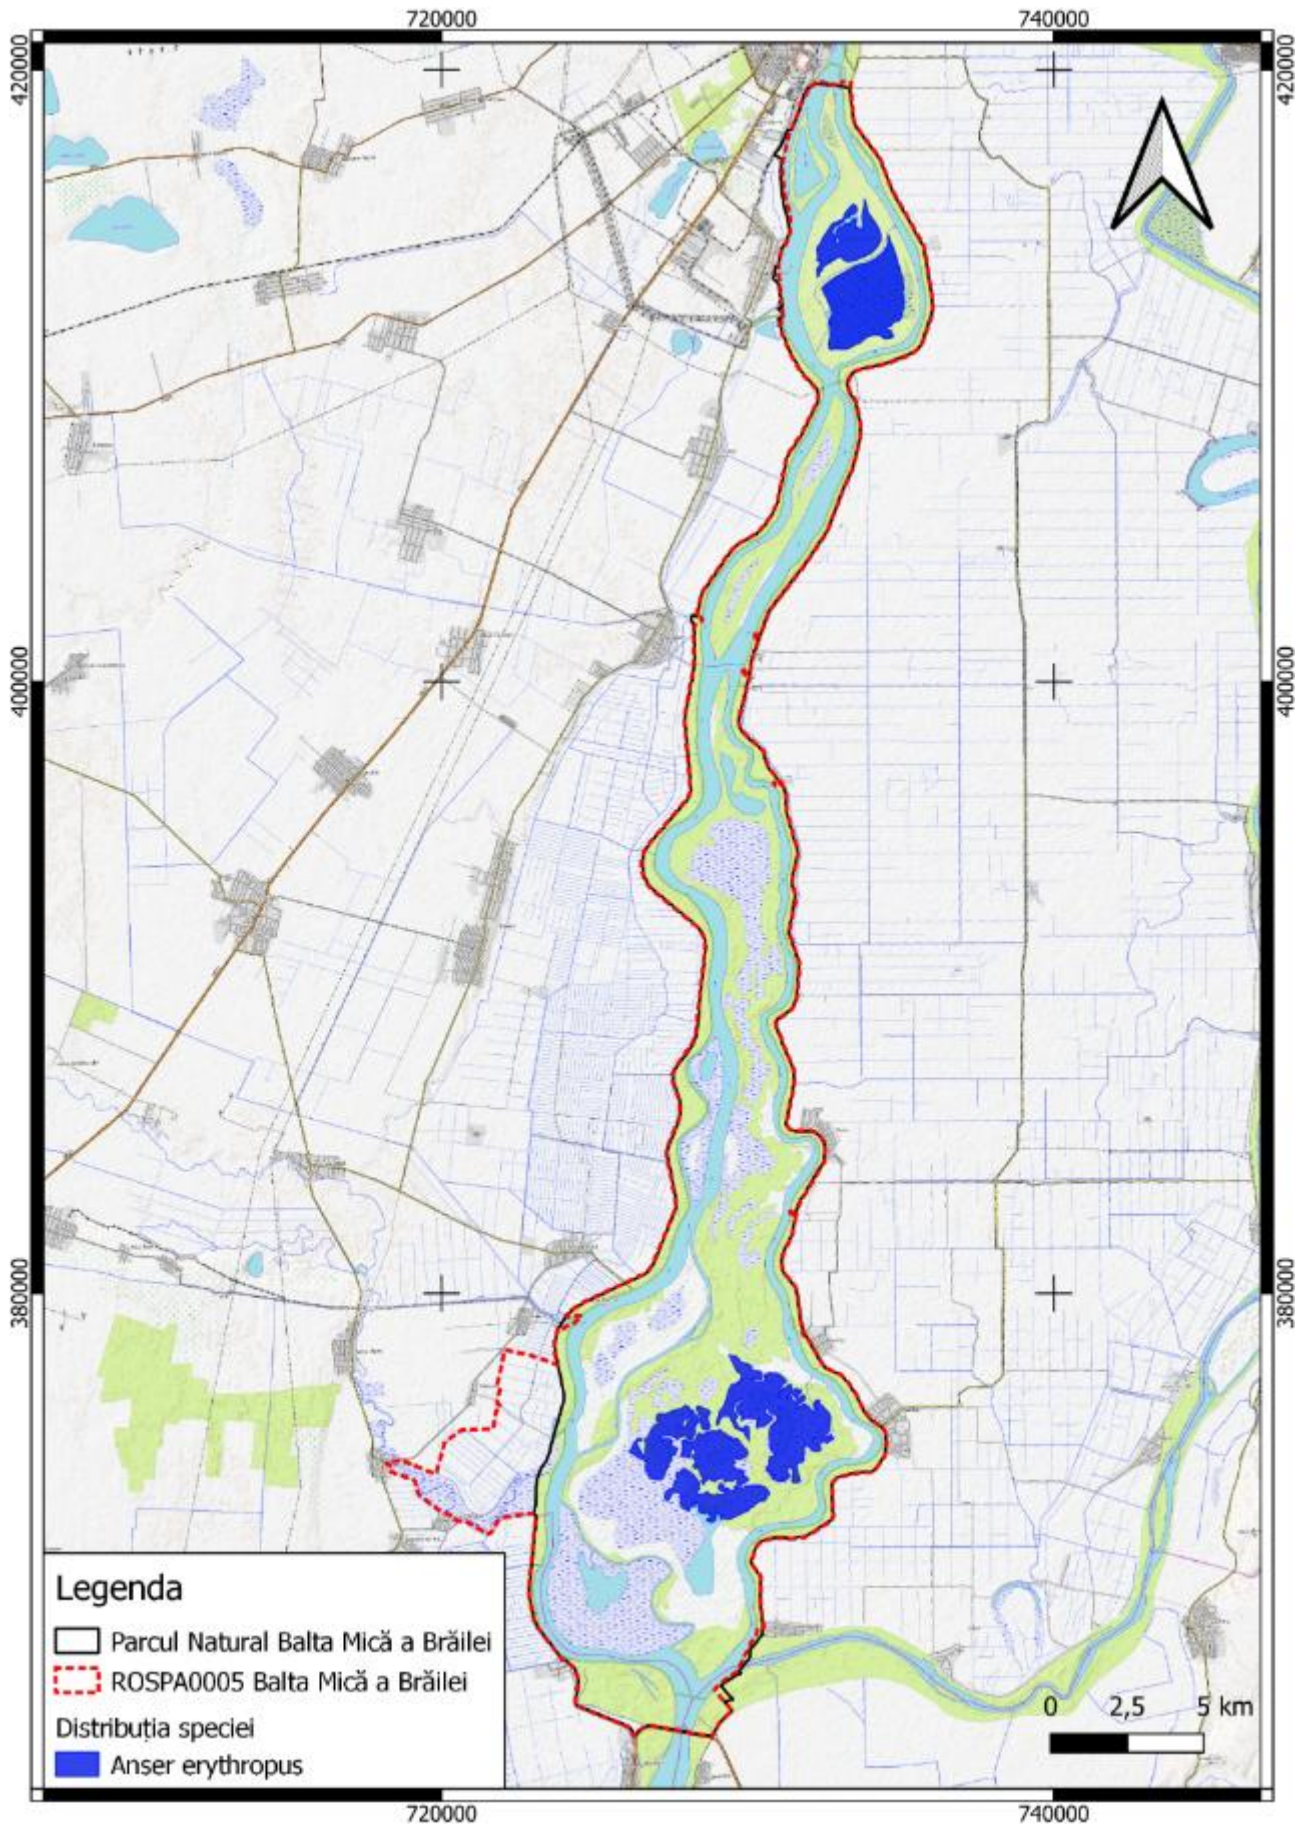 720000
740000
420000
420000
400000
400000
380000
380000
Legenda
Parcul Natural Balta Mică a Brăilei
ROSPA0005 Balta Mică a Brăilei
Distribuția speciei
Anser erythropus
0 2,5 5 km
720000
740000